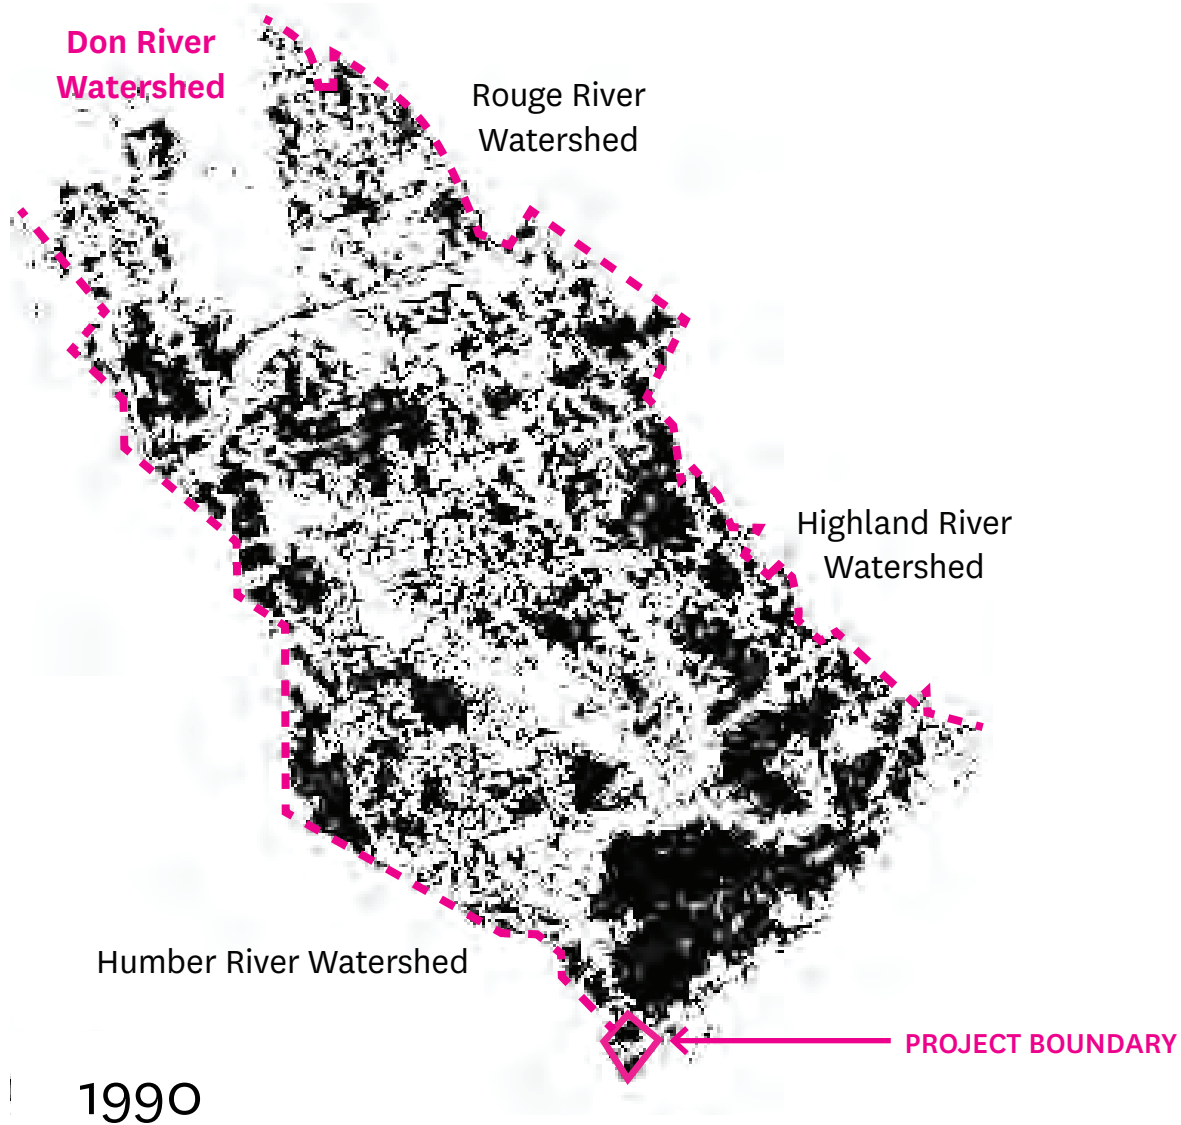 Don River
Watershed
Rouge River
Watershed
Highland River
Watershed
Humber River Watershed
PROJECT BOUNDARY
1990